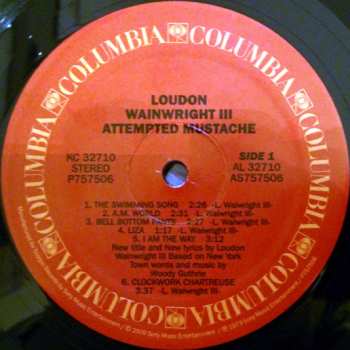 COLUMBIA
COLUMBIA
COLUMBIA
COLUMBIA
COLUMBIA
COLUMBIA
LOUDON
WAINWRIGHT III
ATTEMPTED MUSTACHE
KC 32710
STEREO
P757506
SIDE 1
AL 32710
AS757506
1. THE SWIMMING SONG 2:26 -L. Wainwright III-
2. A.M. WORLD 2:31 -L. Wainwright III-
3. BELL BOTTOM PANTS 2:27 -L. Wainwright III-
4. LIZA 1:17 -L. Wainwright III-
5. I AM THE WAY 3:12
New title and new lyrics by Loudon
Wainwright III Based on New York
Town words and music by
Woody Guthrie
6. CLOCKWORK CHARTREUSE
3:37 -L. Wainwright III-